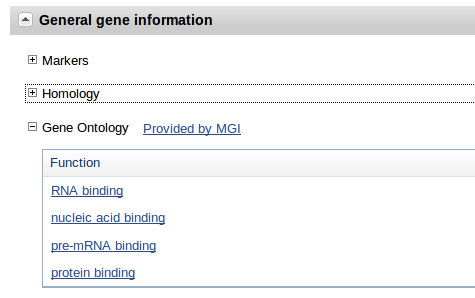 General gene information
Markers
Homology
Gene Ontology Provided by MGI
Function
RNA binding
nucleic acid binding
pre-mRNA binding
protein binding